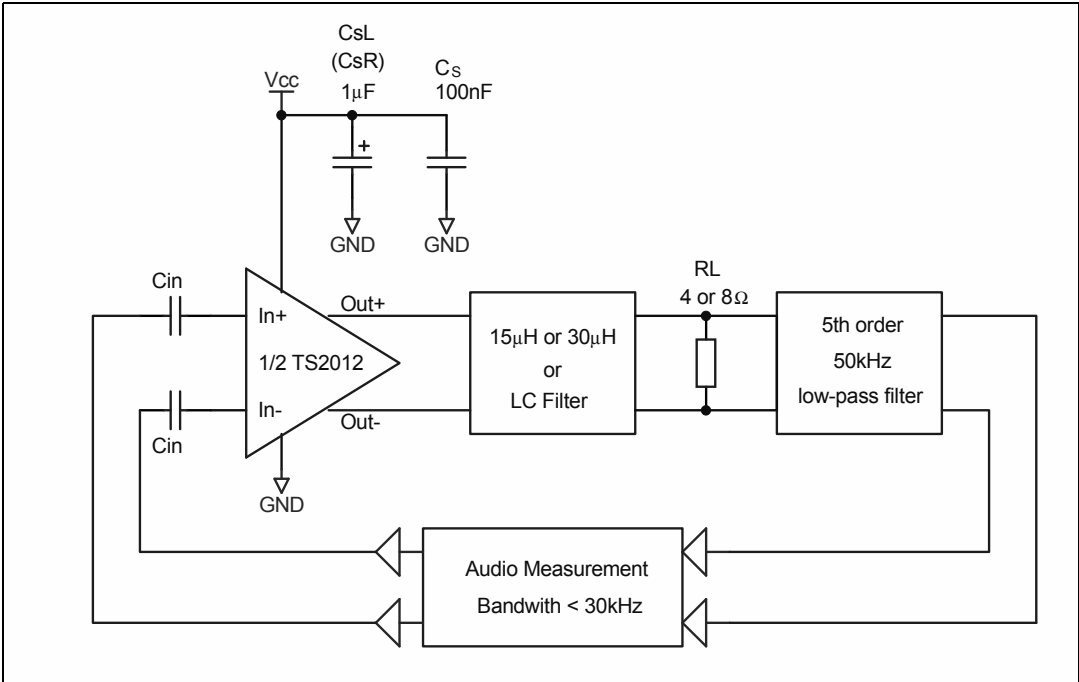 CsL
(CsR)
1μF
Cs
100nF
Vcc
+
GND
GND
Cin
In+
Out+
1/2 TS2012
In-
Out-
Cin
GND
15μH or 30μH
or
LC Filter
RL
4 or 8Ω
5th order
50kHz
low-pass filter
Audio Measurement
Bandwith < 30kHz